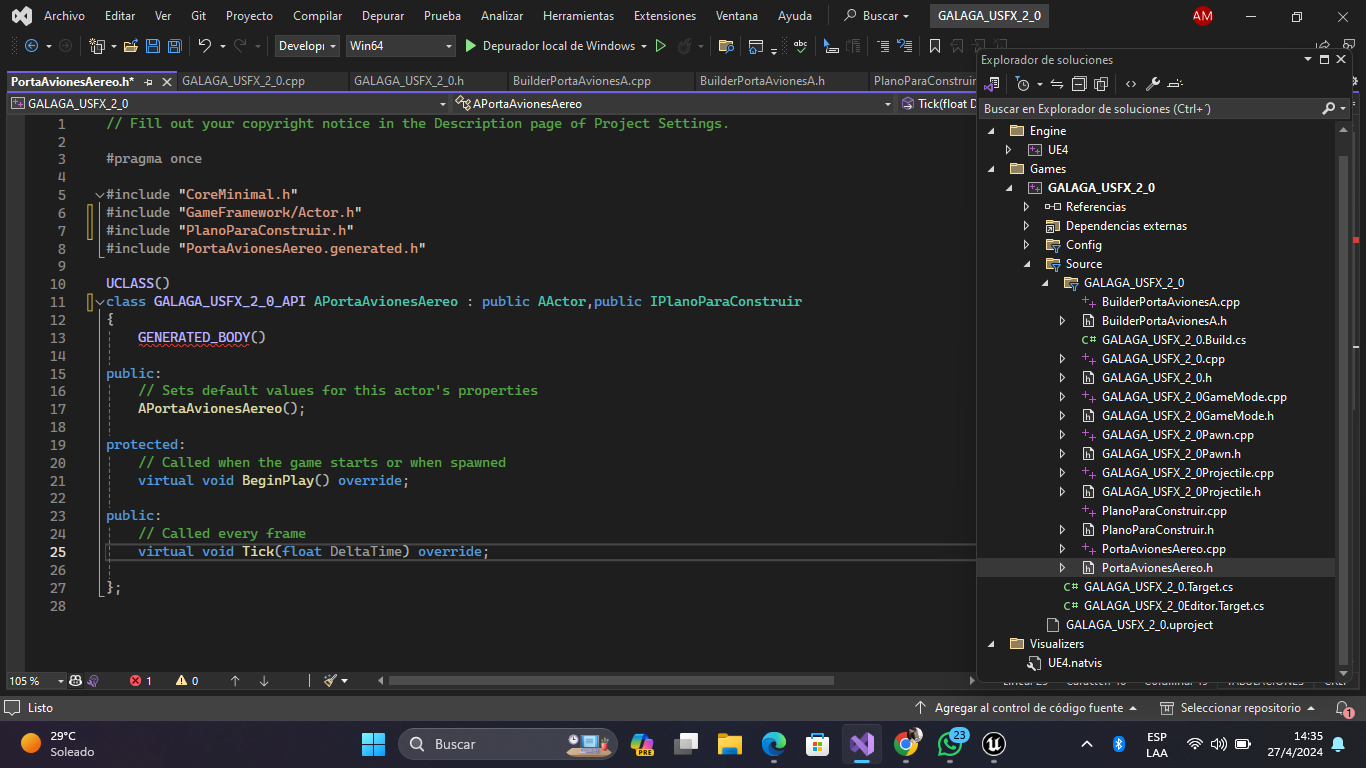 Archivo Editar Ver Git Proyecto Compilar Depurar Prueba Analizar Herramientas Extensiones Ventana Ayuda Buscar GALAGA_USFX_2_0 AM
Develop Win64 Depurador local de Windows
PortaAvionesAereo.h* GALAGA_USFX_2_0.cpp GALAGA_USFX_2_0.h BuilderPortaAvionesA.cpp BuilderPortaAvionesA.h PlanoParaConstruir
GALAGA_USFX_2_0 APortaAvionesAereo Tick(float D
1 // Fill out your copyright notice in the Description page of Project Settings.
2
3 #pragma once
4
5 #include "CoreMinimal.h"
6 #include "GameFramework/Actor.h"
7 #include "PlanoParaConstruir.h"
8 #include "PortaAvionesAereo.generated.h"
9
10 UCLASS()
11 class GALAGA_USFX_2_0_API APortaAvionesAereo : public AActor,public IPlanoParaConstruir
12 {
13 GENERATED_BODY()
14
15 public:
16 // Sets default values for this actor's properties
17 APortaAvionesAereo();
18
19 protected:
20 // Called when the game starts or when spawned
21 virtual void BeginPlay() override;
22
23 public:
24 // Called every frame
25 virtual void Tick(float DeltaTime) override;
26
27 };
28
105 % 1 0
Explorador de soluciones
Buscar en Explorador de soluciones (Ctrl+´)
Engine
UE4
Games
GALAGA_USFX_2_0
Referencias
Dependencias externas
Config
Source
GALAGA_USFX_2_0
BuilderPortaAvionesA.cpp
BuilderPortaAvionesA.h
GALAGA_USFX_2_0.Build.cs
GALAGA_USFX_2_0.cpp
GALAGA_USFX_2_0.h
GALAGA_USFX_2_0GameMode.cpp
GALAGA_USFX_2_0GameMode.h
GALAGA_USFX_2_0Pawn.cpp
GALAGA_USFX_2_0Pawn.h
GALAGA_USFX_2_0Projectile.cpp
GALAGA_USFX_2_0Projectile.h
PlanoParaConstruir.cpp
PlanoParaConstruir.h
PortaAvionesAereo.cpp
PortaAvionesAereo.h
GALAGA_USFX_2_0.Target.cs
GALAGA_USFX_2_0Editor.Target.cs
GALAGA_USFX_2_0.uproject
Visualizers
UE4.natvis
Listo Agregar al control de código fuente Seleccionar repositorio 1
29°C
Soleado
Buscar
PRE
23
ESP
LAA
14:35
27/4/2024